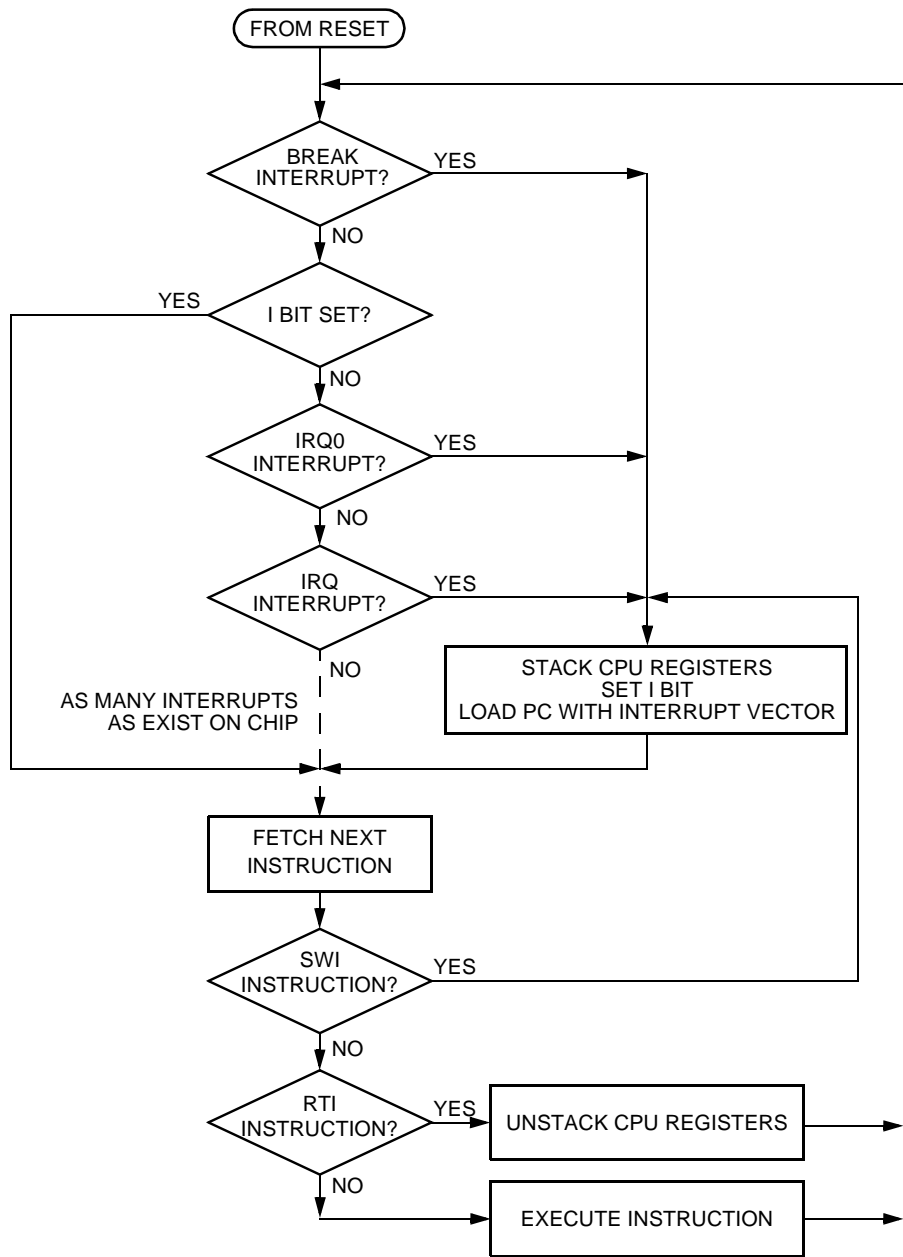 FROM RESET
BREAK
INTERRUPT?
YES
NO
YES
I BIT SET?
NO
IRQ0
INTERRUPT?
YES
NO
IRQ
INTERRUPT?
YES
NO
STACK CPU REGISTERS
SET I BIT
LOAD PC WITH INTERRUPT VECTOR
AS MANY INTERRUPTS
AS EXIST ON CHIP
FETCH NEXT
INSTRUCTION
SWI
INSTRUCTION?
YES
NO
RTI
INSTRUCTION?
YES
UNSTACK CPU REGISTERS
NO
EXECUTE INSTRUCTION